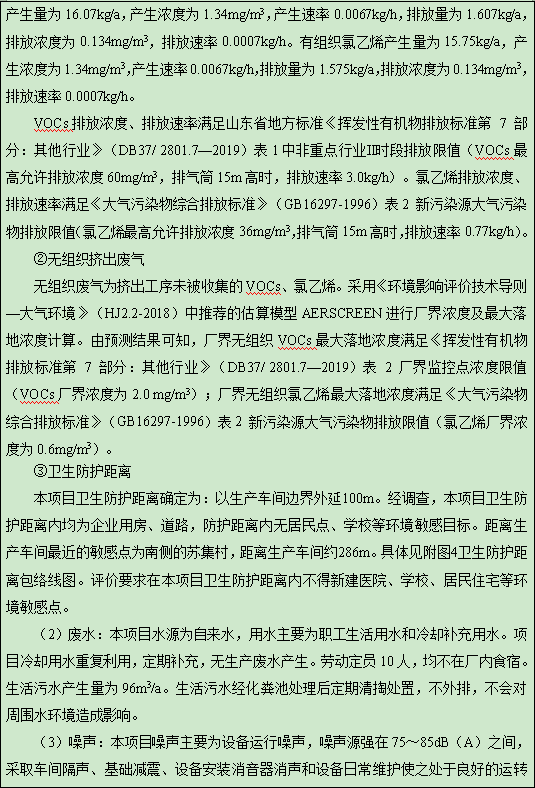 产生量为 16.07kg/a，产生浓度为 1.34mg/m³，产生速率 0.0067kg/h，排放量为 1.607kg/a，
排放浓度为 0.134mg/m³，排放速率 0.0007kg/h。有组织氯乙烯产生量为 15.75kg/a，产
生浓度为 1.34mg/m³，产生速率 0.0067kg/h，排放量为 1.575kg/a，排放浓度为 0.134mg/m³，
排放速率 0.0007kg/h。
VOCs 排放浓度、排放速率满足山东省地方标准《挥发性有机物排放标准第 7 部
分：其他行业》（DB37/ 2801.7—2019）表 1 中非重点行业II时段排放限值（VOCs 最
高允许排放浓度 60mg/m³，排气筒 15m 高时，排放速率 3.0kg/h）。氯乙烯排放浓度、
排放速率满足《大气污染物综合排放标准》（GB16297-1996）表 2 新污染源大气污染
物排放限值（氯乙烯最高允许排放浓度 36mg/m³,排气筒 15m 高时，排放速率 0.77kg/h）。
②无组织挤出废气
无组织废气为挤出工序未被收集的 VOCs、氯乙烯。采用《环境影响评价技术导则
—大气环境》（HJ2.2-2018）中推荐的估算模型 AERSCREEN 进行厂界浓度及最大落
地浓度计算。由预测结果可知，厂界无组织 VOCs 最大落地浓度满足《挥发性有机物
排放标准第 7 部分：其他行业》（DB37/ 2801.7—2019）表 2 厂界监控点浓度限值
（VOCs 厂界浓度为 2.0 mg/m³）；厂界无组织氯乙烯最大落地浓度满足《大气污染物
综合排放标准》（GB16297-1996）表 2 新污染源大气污染物排放限值（氯乙烯厂界浓
度为 0.6mg/m³）。
③卫生防护距离
本项目卫生防护距离确定为：以生产车间边界外延100m。经调查，本项目卫生防
护距离内均为企业用房、道路，防护距离内无居民点、学校等环境敏感目标。距离生
产车间最近的敏感点为南侧的苏集村，距离生产车间约286m。具体见附图4卫生防护距
离包络线图。评价要求在本项目卫生防护距离内不得新建医院、学校、居民住宅等环
境敏感点。
（2）废水：本项目水源为自来水，用水主要为职工生活用水和冷却补充用水。项
目冷却用水重复利用，定期补充，无生产废水产生。劳动定员 10 人，均不在厂内食宿。
生活污水产生量为 96m³/a。生活污水经化粪池处理后定期清掏处置，不外排，不会对
周围水环境造成影响。
（3）噪声：本项目噪声主要为设备运行噪声，噪声源强在 75～85dB（A）之间，
采取车间隔声、基础减震、设备安装消音器消声和设备日常维护使之处于良好的运转